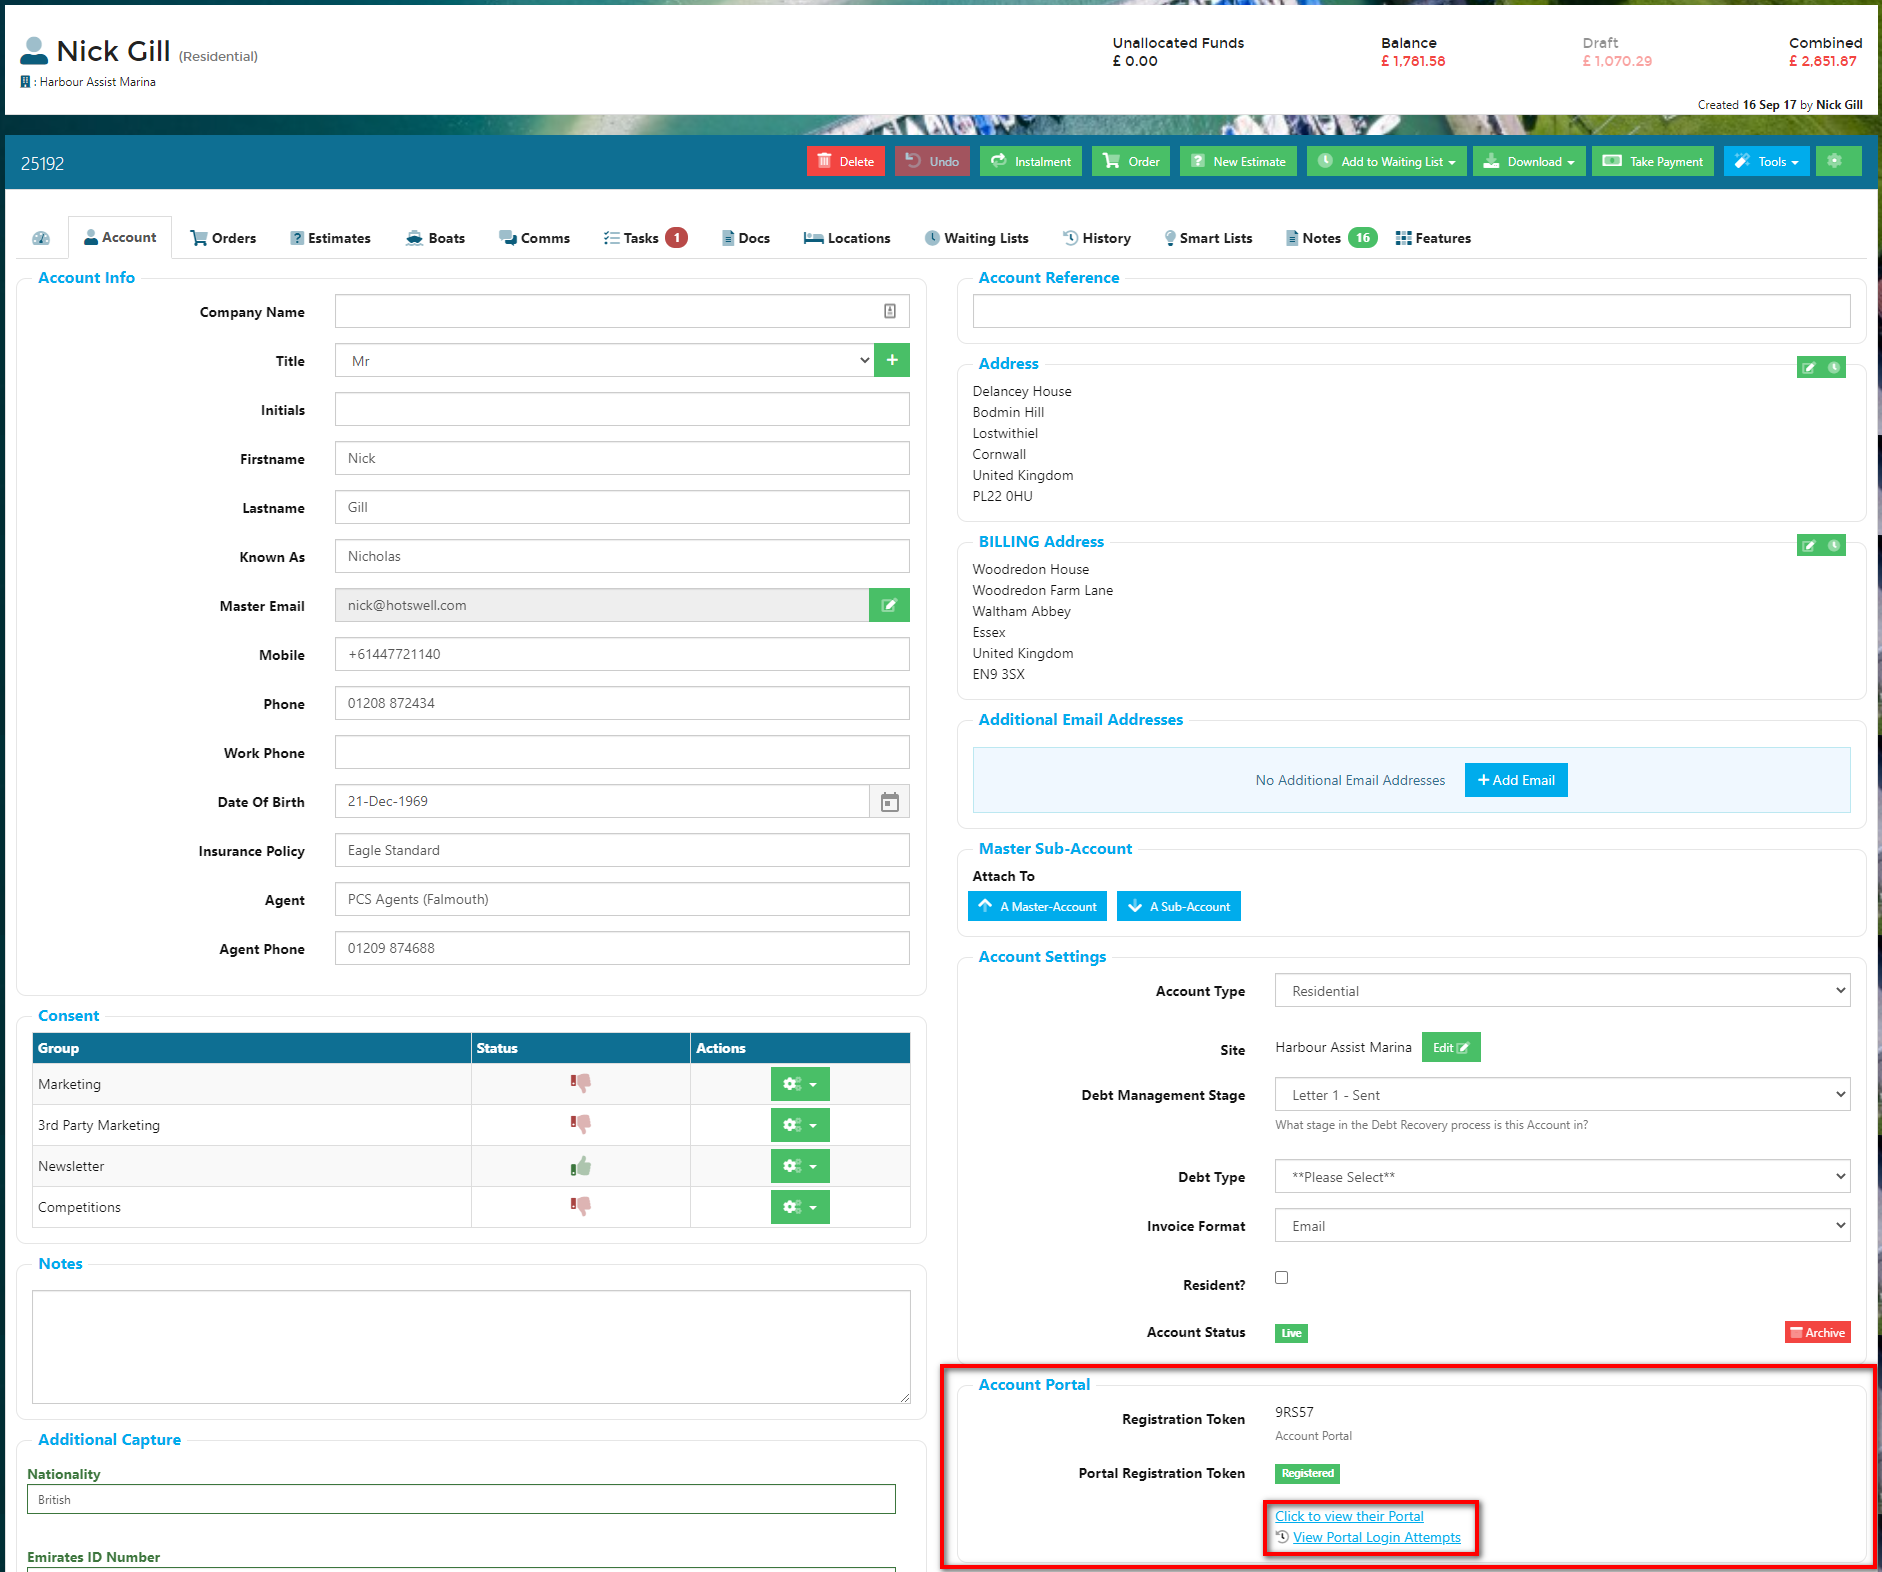 Nick Gill (Residential)
: Harbour Assist Marina
Unallocated Funds
£ 0.00
Balance
£ 1,781.58
Draft
£ 1,070.29
Combined
£ 2,851.87
Created 16 Sep 17 by Nick Gill
25192
Delete
Undo
Instalment
Order
New Estimate
Add to Waiting List
Download
Take Payment
Tools
Account
Orders
Estimates
Boats
Comms
Tasks 1
Docs
Locations
Waiting Lists
History
Smart Lists
Notes 16
Features
Account Info
Company Name
Title Mr
Initials
Firstname Nick
Lastname Gill
Known As Nicholas
Master Email nick@hotswell.com
Mobile +61447721140
Phone 01208 872434
Work Phone
Date Of Birth 21-Dec-1969
Insurance Policy Eagle Standard
Agent PCS Agents (Falmouth)
Agent Phone 01209 874688
Consent
Group Status Actions
Marketing
3rd Party Marketing
Newsletter
Competitions
Notes
Additional Capture
Nationality
British
Emirates ID Number
Account Reference
Address
Delancey House
Bodmin Hill
Lostwithiel
Cornwall
United Kingdom
PL22 0HU
BILLING Address
Woodredon House
Woodredon Farm Lane
Waltham Abbey
Essex
United Kingdom
EN9 3SX
Additional Email Addresses
No Additional Email Addresses + Add Email
Master Sub-Account
Attach To
A Master-Account
A Sub-Account
Account Settings
Account Type Residential
Site Harbour Assist Marina Edit
Debt Management Stage Letter 1 - Sent
What stage in the Debt Recovery process is this Account in?
Debt Type **Please Select**
Invoice Format Email
Resident?
Account Status Live Archive
Account Portal
Registration Token 9RS57
Account Portal
Portal Registration Token Registered
Click to view their Portal
View Portal Login Attempts